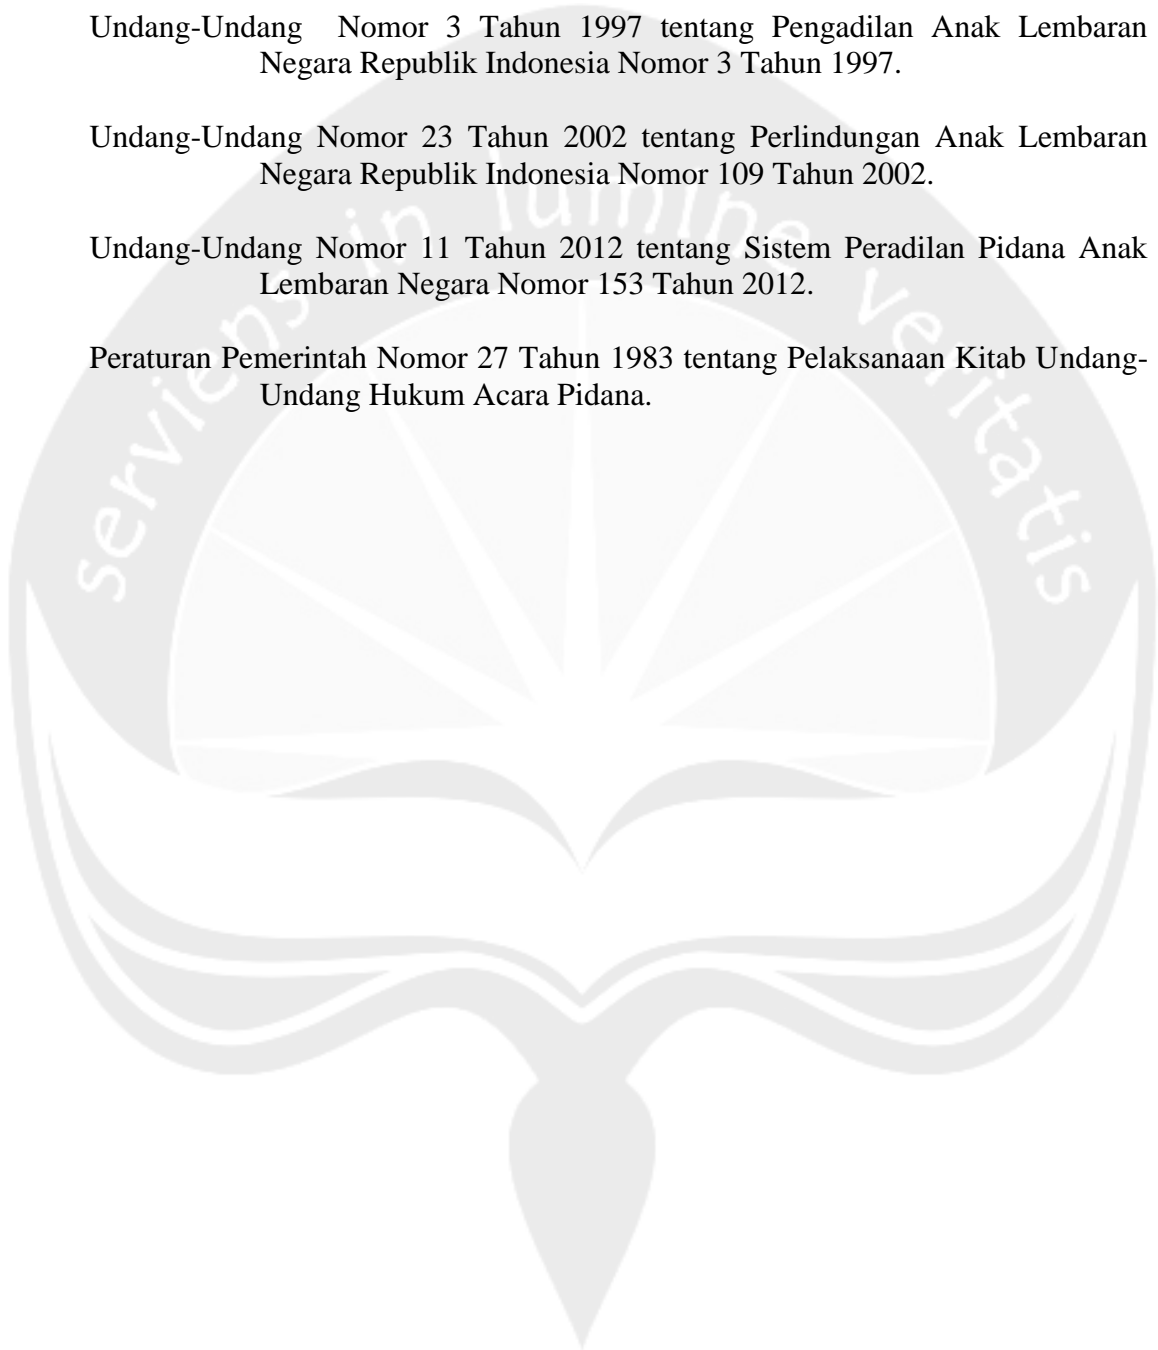 Undang-Undang Nomor 3 Tahun 1997 tentang Pengadilan Anak Lembaran
Negara Republik Indonesia Nomor 3 Tahun 1997.
Undang-Undang Nomor 23 Tahun 2002 tentang Perlindungan Anak Lembaran
Negara Republik Indonesia Nomor 109 Tahun 2002.
Undang-Undang Nomor 11 Tahun 2012 tentang Sistem Peradilan Pidana Anak
Lembaran Negara Nomor 153 Tahun 2012.
Peraturan Pemerintah Nomor 27 Tahun 1983 tentang Pelaksanaan Kitab Undang-
Undang Hukum Acara Pidana.
serviens in lumine veritatis